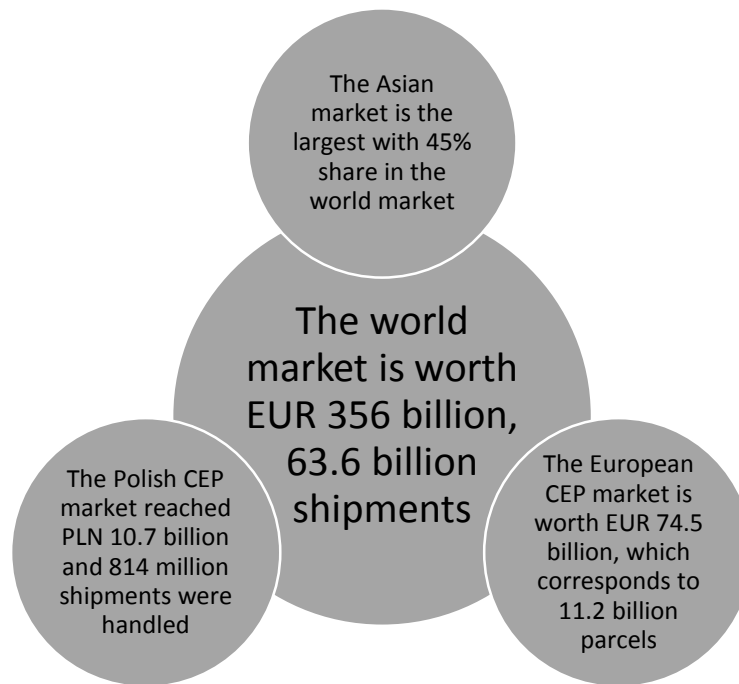 The Asian
market is the
largest with 45%
share in the
world market
The world
market is worth
EUR 356 billion,
63.6 billion
shipments
The Polish CEP
market reached
PLN 10.7 billion
and 814 million
shipments were
handled
The European
CEP market is
worth EUR 74.5
billion, which
corresponds to
11.2 billion
parcels